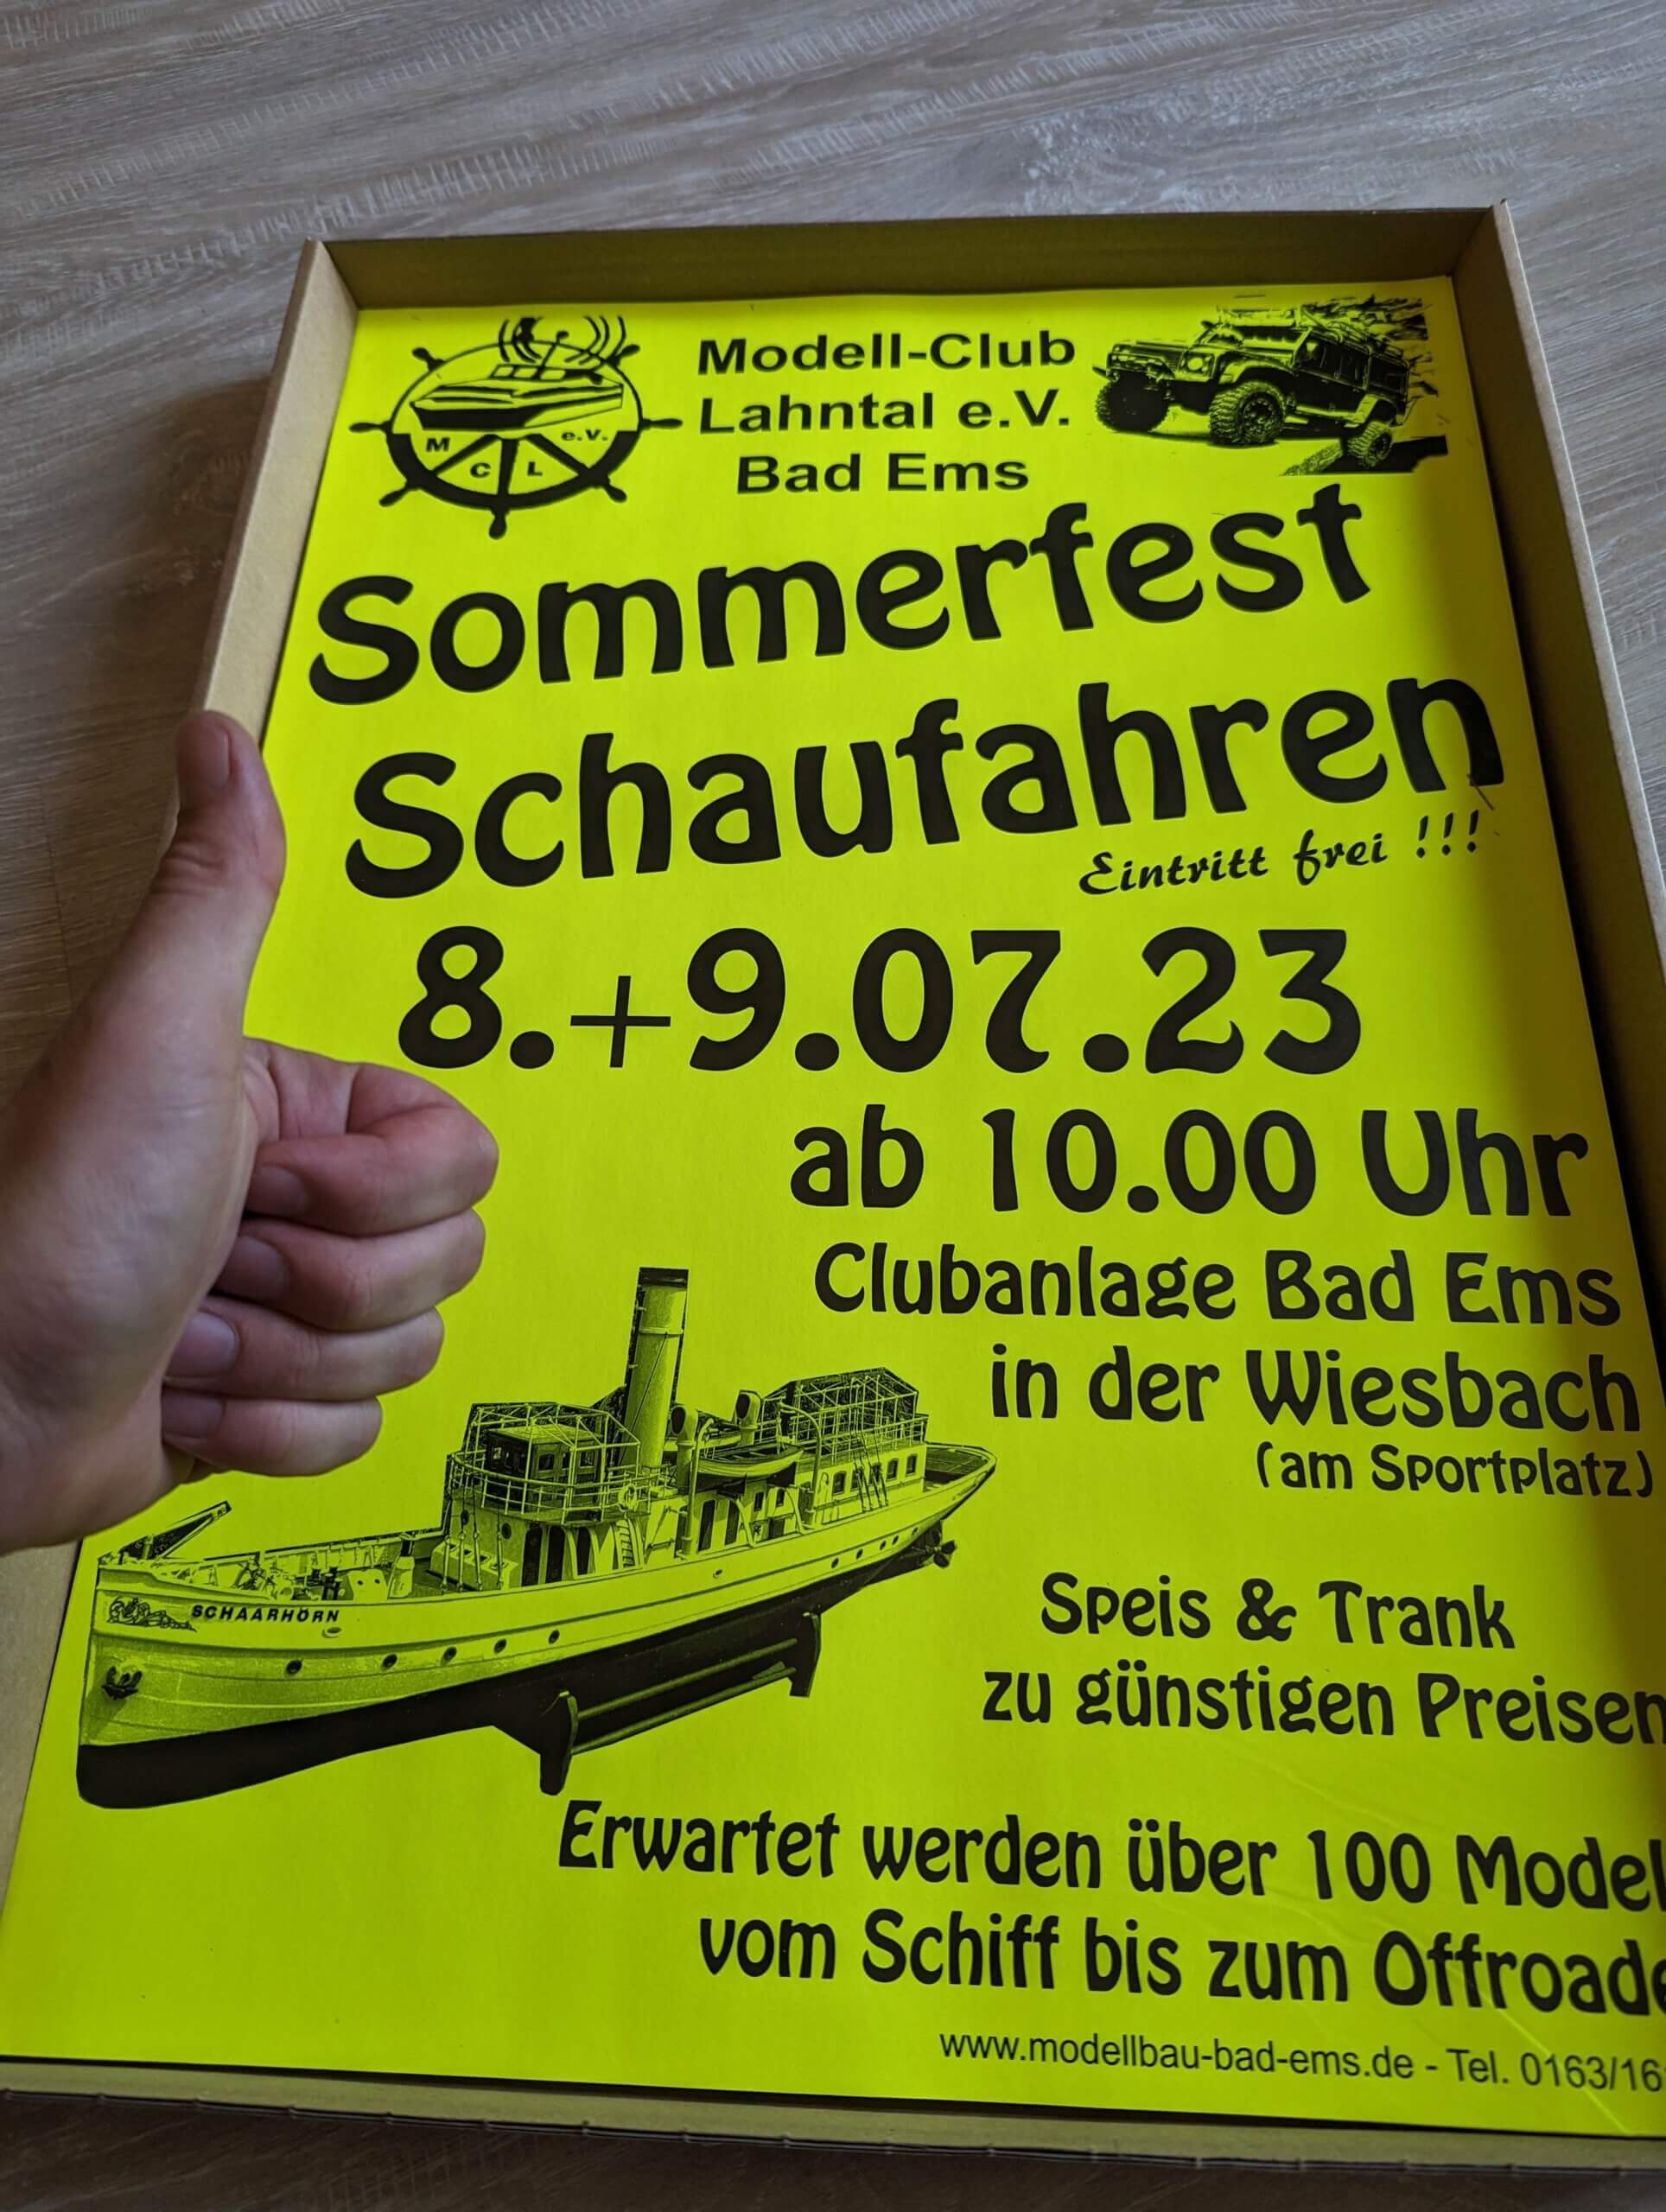 M C L e.V.
Modell-Club
Lahntal e.V.
Bad Ems
Sommerfest
Schaufahren
Eintritt frei !!!
8.+9.07.23
ab 10.00 Uhr
Clubanlage Bad Ems
in der Wiesbach
(am Sportplatz)
SCHAARHÖRN
Speis & Trank
zu günstigen Preisen
Erwartet werden über 100 Model
vom Schiff bis zum Offroade
www.modellbau-bad-ems.de - Tel. 0163/16